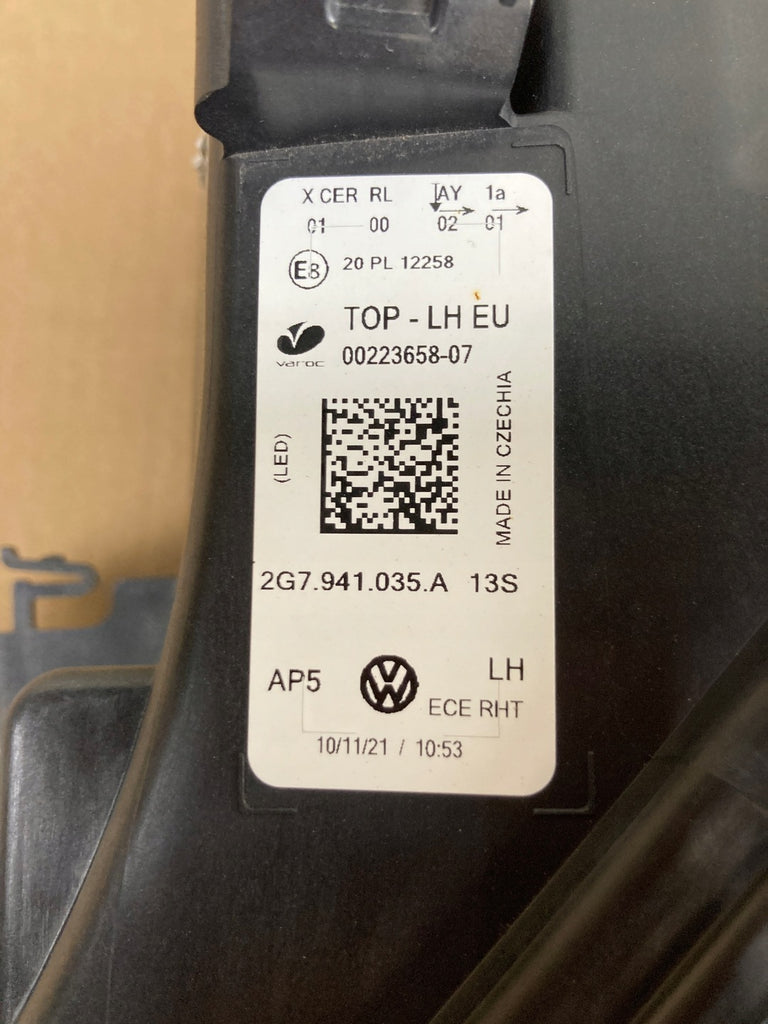 X CER RL AY 1a
01 00 02 01
E8 20 PL 12258
TOP - LH EU
varoc 00223658-07
(LED)
MADE IN CZECHIA
2G7.941.035.A 13S
AP5 LH
ECE RHT
10/11/21 / 10:53